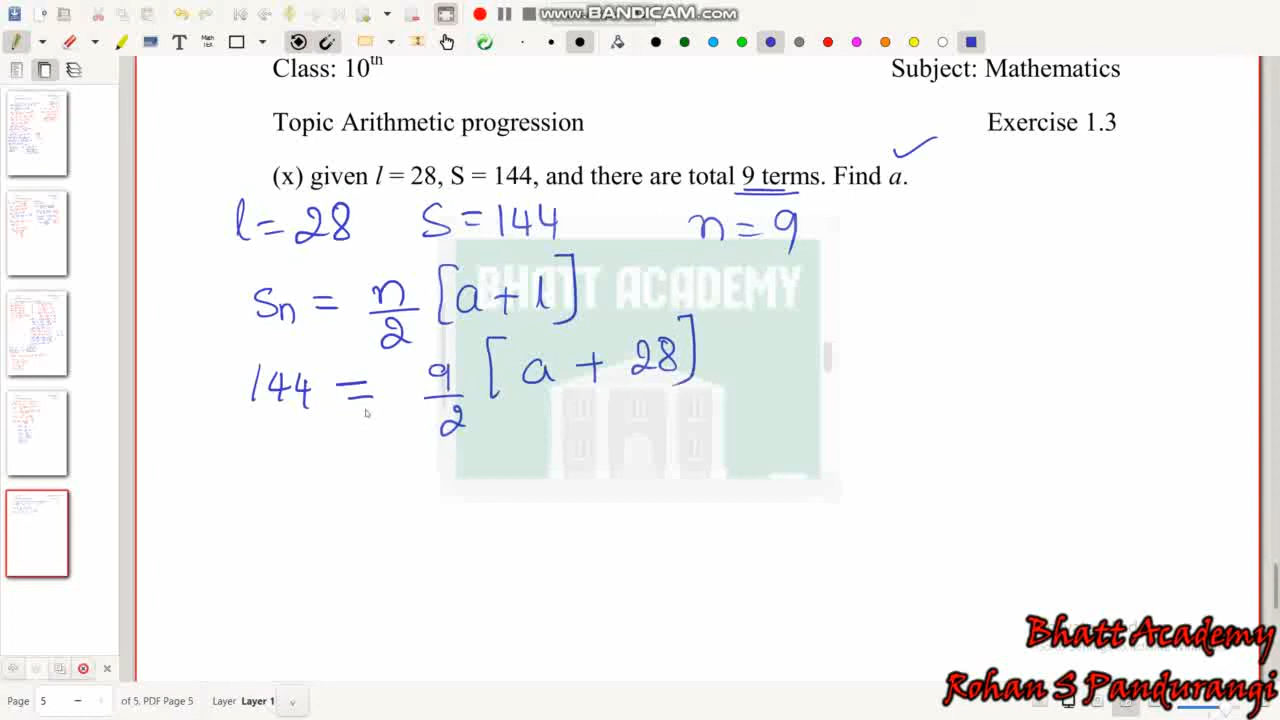 www.BANDICAM.com
Class: 10th
Subject: Mathematics
Topic Arithmetic progression
Exercise 1.3
(x) given l = 28, S = 144, and there are total 9 terms. Find a.
l = 28 S = 144 n = 9
BHATT ACADEMY
Sn = n/2 [a + l]
144 = 9/2 [a + 28]
Bhatt Academy
Rohan S Pandurangi
Page 5 of 5, PDF Page 5 Layer Layer 1